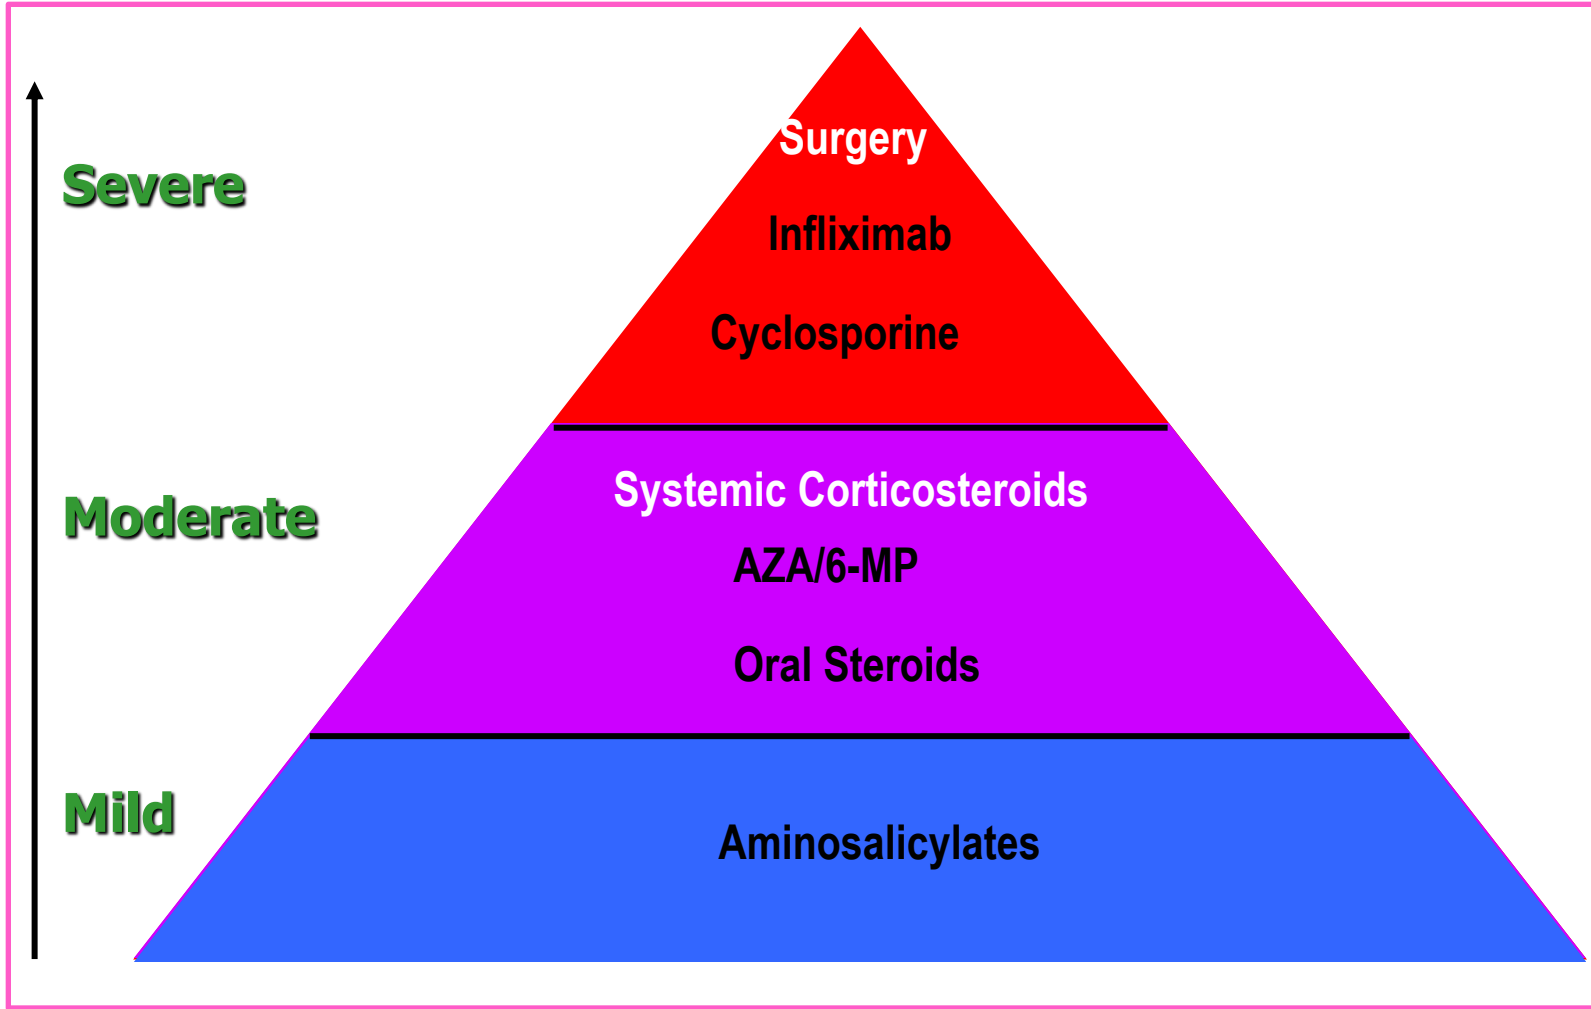 Surgery
Severe
Infliximab
Cyclosporine
Systemic Corticosteroids
Moderate
AZA/6-MP
Oral Steroids
Mild
Aminosalicylates